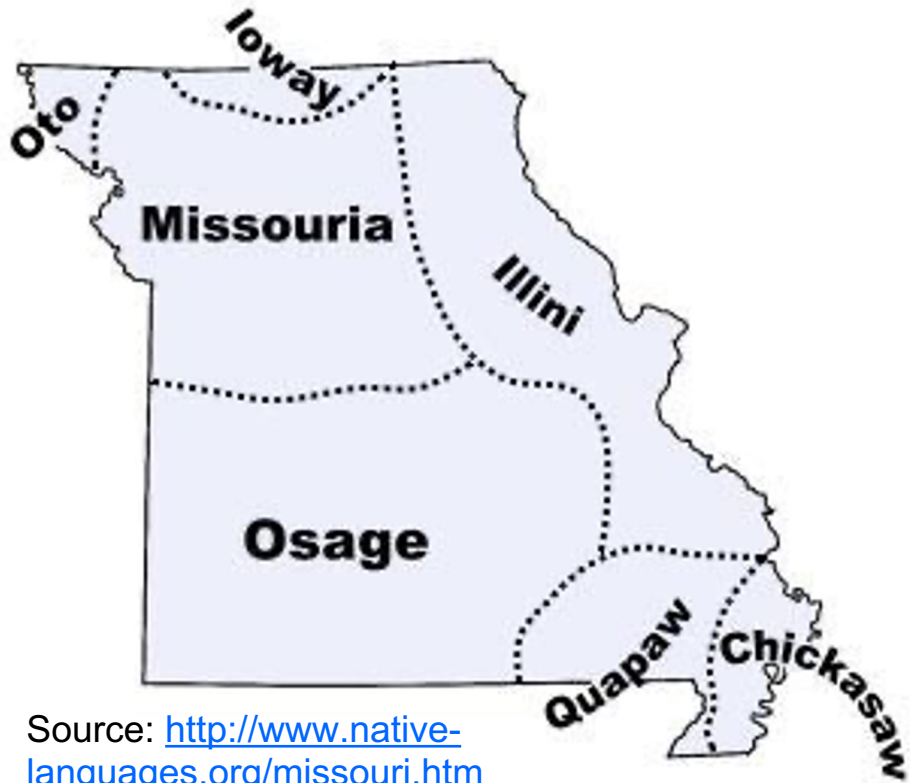 Ioway
Oto
Missouria
Illini
Osage
Quapaw
Chickasaw
Source: http://www.native-
languages.org/missouri.htm